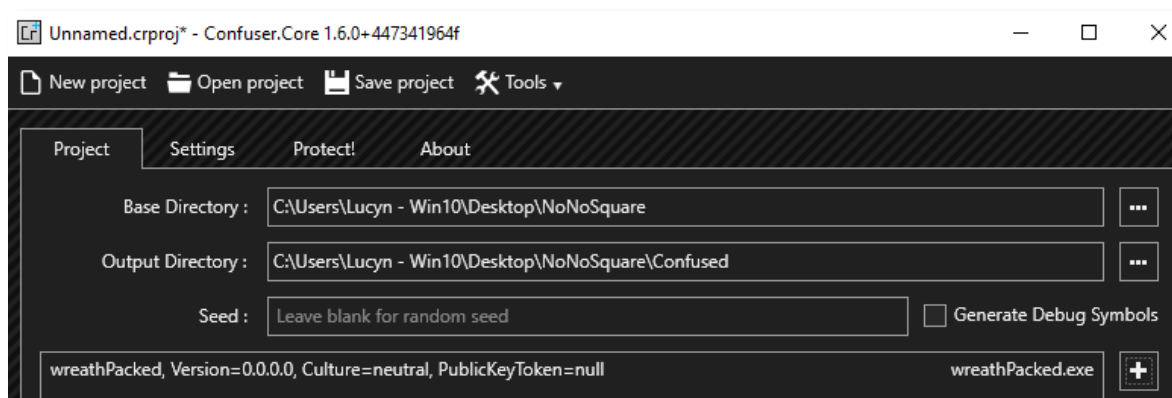 Unnamed.crproj* - Confuser.Core 1.6.0+447341964f
New project Open project Save project Tools
Project Settings Protect! About
Base Directory : C:\Users\Lucyn - Win10\Desktop\NoNoSquare ...
Output Directory : C:\Users\Lucyn - Win10\Desktop\NoNoSquare\Confused ...
Seed : Leave blank for random seed Generate Debug Symbols
wreathPacked, Version=0.0.0.0, Culture=neutral, PublicKeyToken=null wreathPacked.exe +